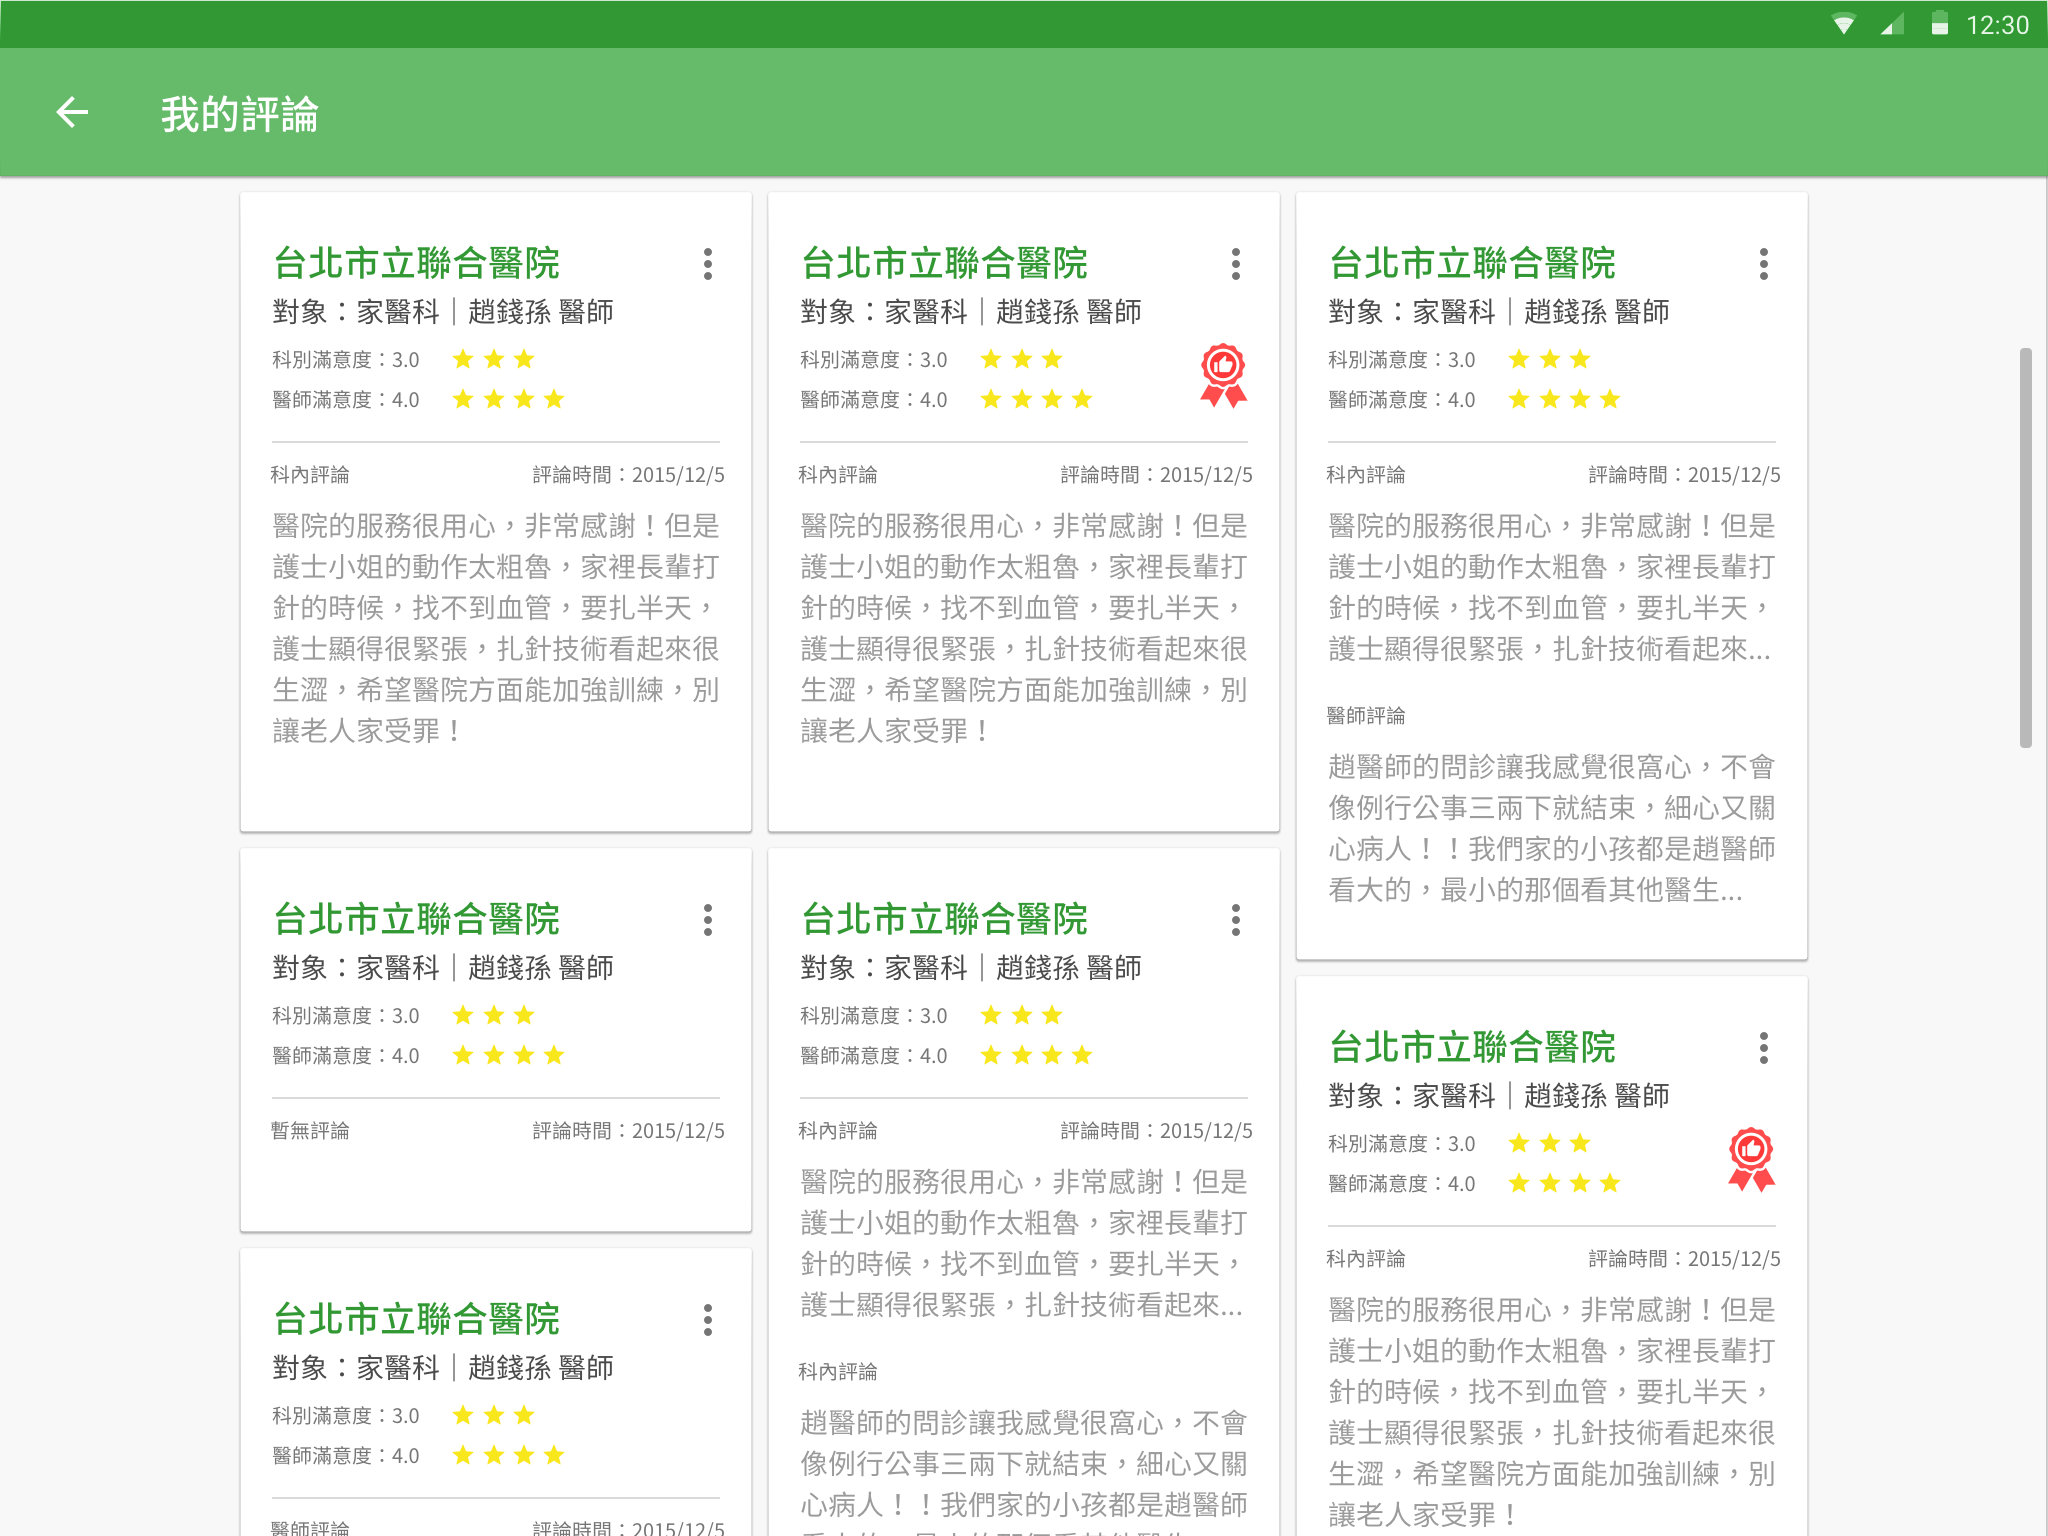 12:30
我的評論
台北市立聯合醫院
對象：家醫科｜趙錢孫 醫師
科別滿意度：3.0
醫師滿意度：4.0
科內評論 評論時間：2015/12/5
醫院的服務很用心，非常感謝！但是
護士小姐的動作太粗魯，家裡長輩打
針的時候，找不到血管，要扎半天，
護士顯得很緊張，扎針技術看起來很
生澀，希望醫院方面能加強訓練，別
讓老人家受罪！
台北市立聯合醫院
對象：家醫科｜趙錢孫 醫師
科別滿意度：3.0
醫師滿意度：4.0
暫無評論 評論時間：2015/12/5
台北市立聯合醫院
對象：家醫科｜趙錢孫 醫師
科別滿意度：3.0
醫師滿意度：4.0
醫師評論 評論時間：2015/12/5
台北市立聯合醫院
對象：家醫科｜趙錢孫 醫師
科別滿意度：3.0
醫師滿意度：4.0
科內評論 評論時間：2015/12/5
醫院的服務很用心，非常感謝！但是
護士小姐的動作太粗魯，家裡長輩打
針的時候，找不到血管，要扎半天，
護士顯得很緊張，扎針技術看起來很
生澀，希望醫院方面能加強訓練，別
讓老人家受罪！
台北市立聯合醫院
對象：家醫科｜趙錢孫 醫師
科別滿意度：3.0
醫師滿意度：4.0
科內評論 評論時間：2015/12/5
醫院的服務很用心，非常感謝！但是
護士小姐的動作太粗魯，家裡長輩打
針的時候，找不到血管，要扎半天，
護士顯得很緊張，扎針技術看起來...
科內評論
趙醫師的問診讓我感覺很窩心，不會
像例行公事三兩下就結束，細心又關
心病人！！我們家的小孩都是趙醫師
台北市立聯合醫院
對象：家醫科｜趙錢孫 醫師
科別滿意度：3.0
醫師滿意度：4.0
科內評論 評論時間：2015/12/5
醫院的服務很用心，非常感謝！但是
護士小姐的動作太粗魯，家裡長輩打
針的時候，找不到血管，要扎半天，
護士顯得很緊張，扎針技術看起來...
醫師評論
趙醫師的問診讓我感覺很窩心，不會
像例行公事三兩下就結束，細心又關
心病人！！我們家的小孩都是趙醫師
看大的，最小的那個看其他醫生...
台北市立聯合醫院
對象：家醫科｜趙錢孫 醫師
科別滿意度：3.0
醫師滿意度：4.0
科內評論 評論時間：2015/12/5
醫院的服務很用心，非常感謝！但是
護士小姐的動作太粗魯，家裡長輩打
針的時候，找不到血管，要扎半天，
護士顯得很緊張，扎針技術看起來很
生澀，希望醫院方面能加強訓練，別
讓老人家受罪！